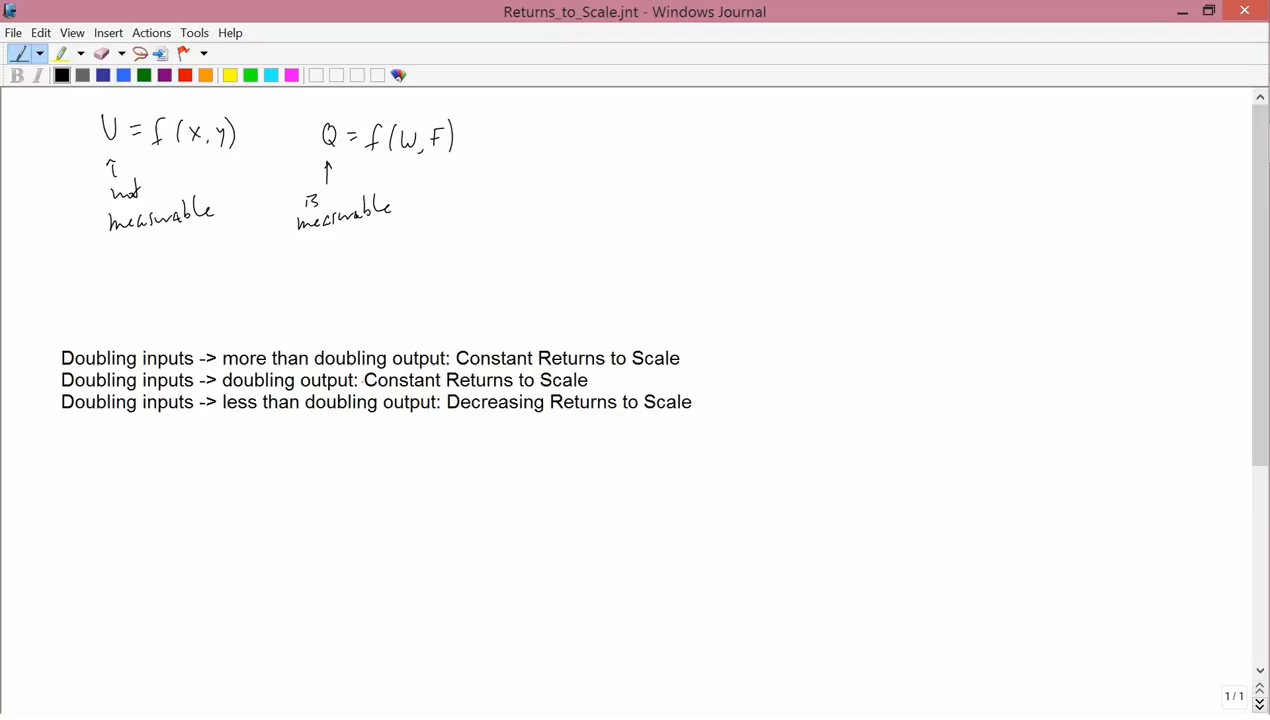 Returns_to_Scale.jnt - Windows Journal
File Edit View Insert Actions Tools Help
B I
U = f(x,y) Q = f(W,F)
not is
measurable measurable
Doubling inputs -> more than doubling output: Constant Returns to Scale
Doubling inputs -> doubling output: Constant Returns to Scale
Doubling inputs -> less than doubling output: Decreasing Returns to Scale
1 / 1